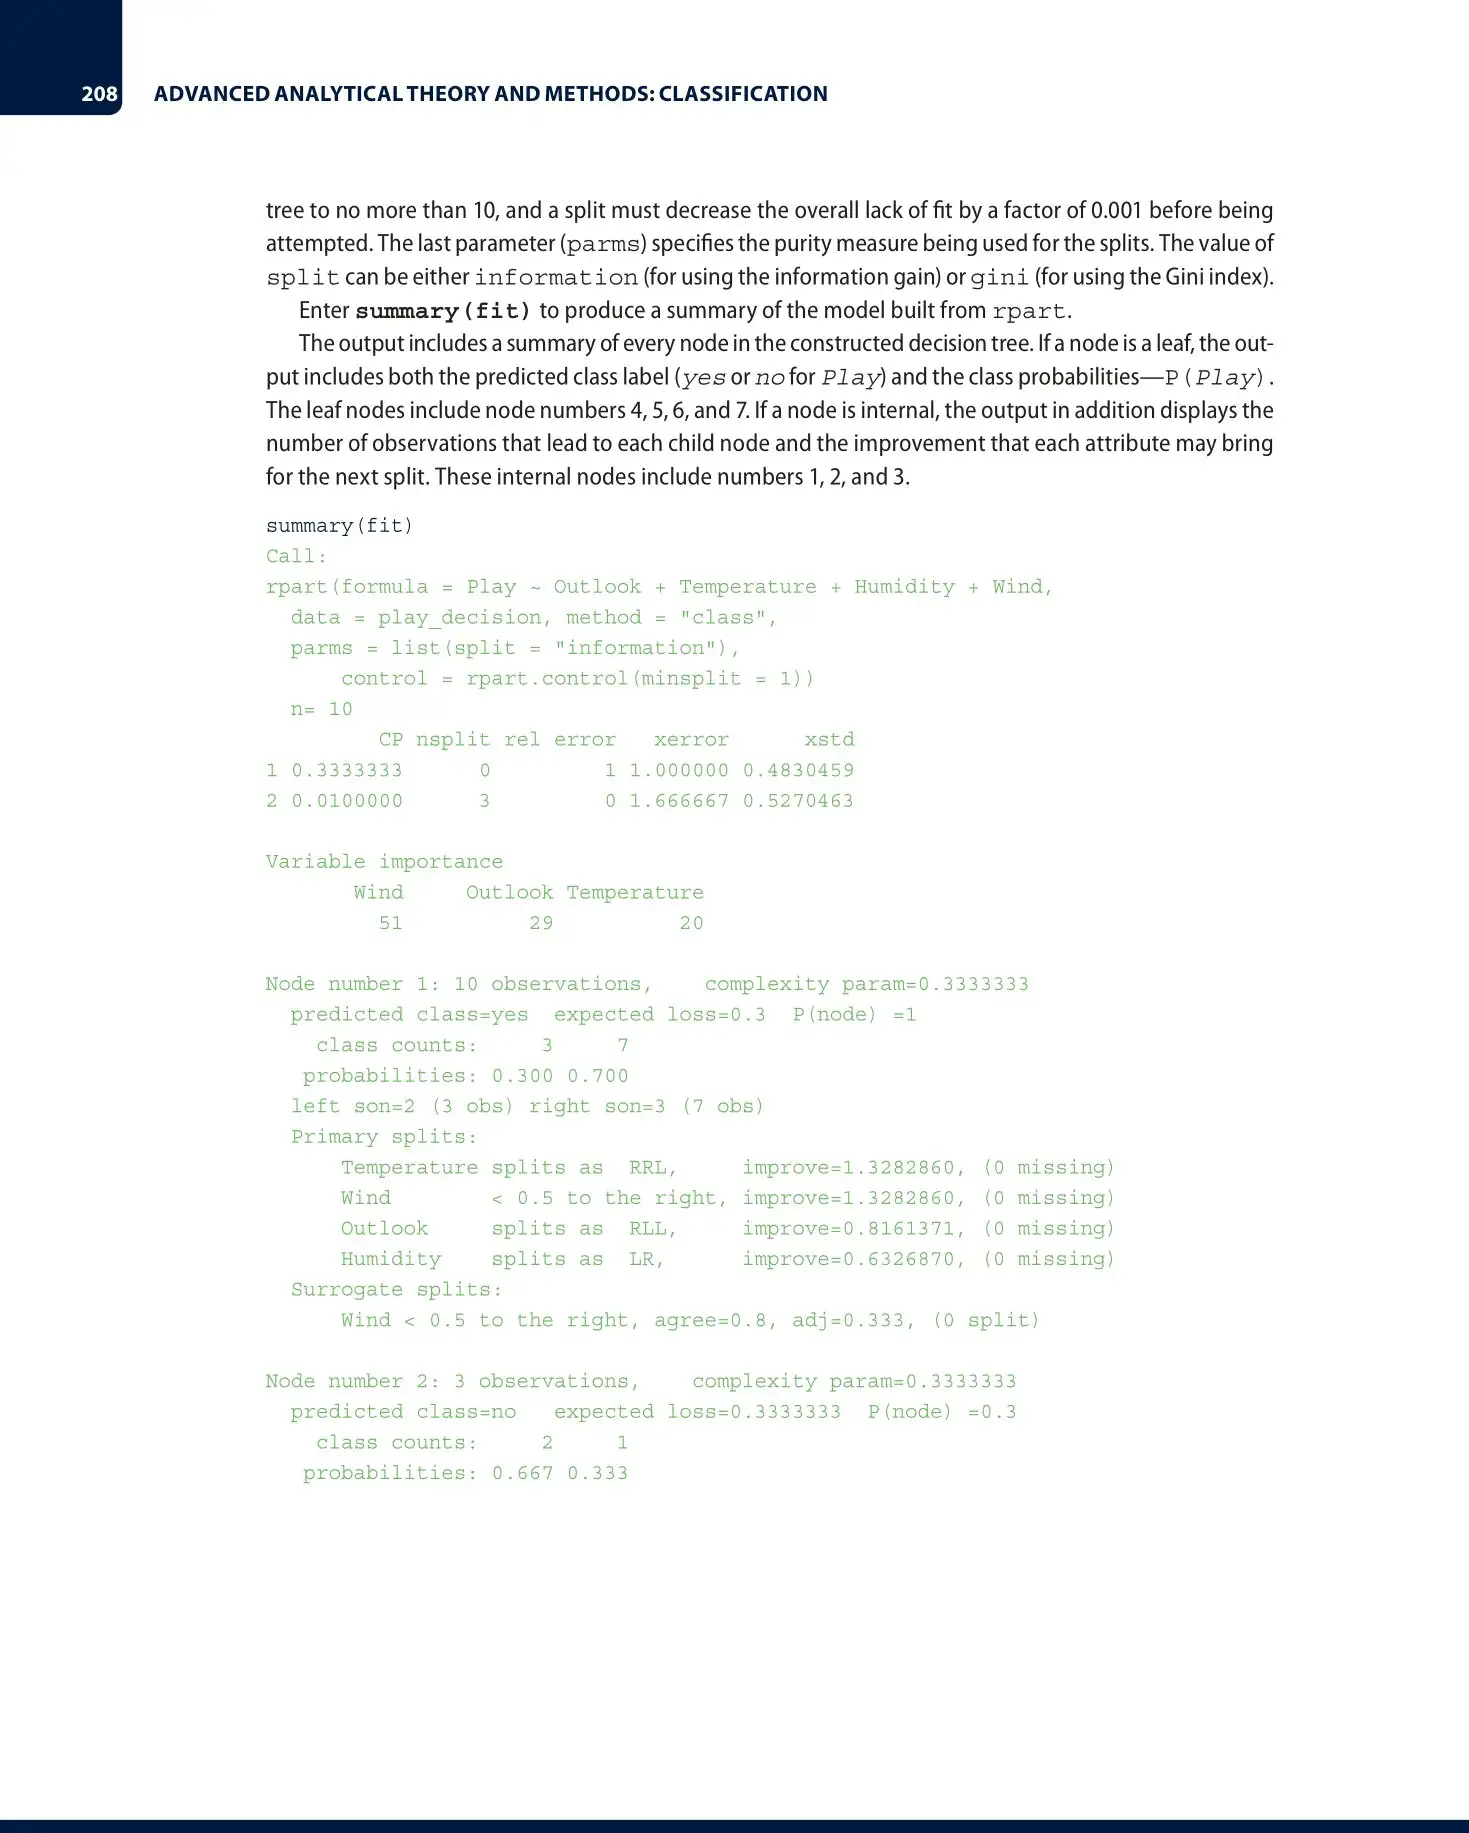 208 ADVANCED ANALYTICAL THEORY AND METHODS: CLASSIFICATION
tree to no more than 10, and a split must decrease the overall lack of fit by a factor of 0.001 before being
attempted. The last parameter (parms) specifies the purity measure being used for the splits. The value of
split can be either information (for using the information gain) or gini (for using the Gini index).
Enter summary(fit) to produce a summary of the model built from rpart.
The output includes a summary of every node in the constructed decision tree. If a node is a leaf, the out-
put includes both the predicted class label (yes or no for Play) and the class probabilities—P(Play).
The leaf nodes include node numbers 4, 5, 6, and 7. If a node is internal, the output in addition displays the
number of observations that lead to each child node and the improvement that each attribute may bring
for the next split. These internal nodes include numbers 1, 2, and 3.
summary(fit)
Call:
rpart(formula = Play ~ Outlook + Temperature + Humidity + Wind,
data = play_decision, method = "class",
parms = list(split = "information"),
control = rpart.control(minsplit = 1))
n= 10
CP nsplit rel error xerror xstd
1 0.3333333 0 1 1.000000 0.4830459
2 0.0100000 3 0 1.666667 0.5270463
Variable importance
Wind Outlook Temperature
51 29 20
Node number 1: 10 observations, complexity param=0.3333333
predicted class=yes expected loss=0.3 P(node) =1
class counts: 3 7
probabilities: 0.300 0.700
left son=2 (3 obs) right son=3 (7 obs)
Primary splits:
Temperature splits as RRL, improve=1.3282860, (0 missing)
Wind < 0.5 to the right, improve=1.3282860, (0 missing)
Outlook splits as RLL, improve=0.8161371, (0 missing)
Humidity splits as LR, improve=0.6326870, (0 missing)
Surrogate splits:
Wind < 0.5 to the right, agree=0.8, adj=0.333, (0 split)
Node number 2: 3 observations, complexity param=0.3333333
predicted class=no expected loss=0.3333333 P(node) =0.3
class counts: 2 1
probabilities: 0.667 0.333